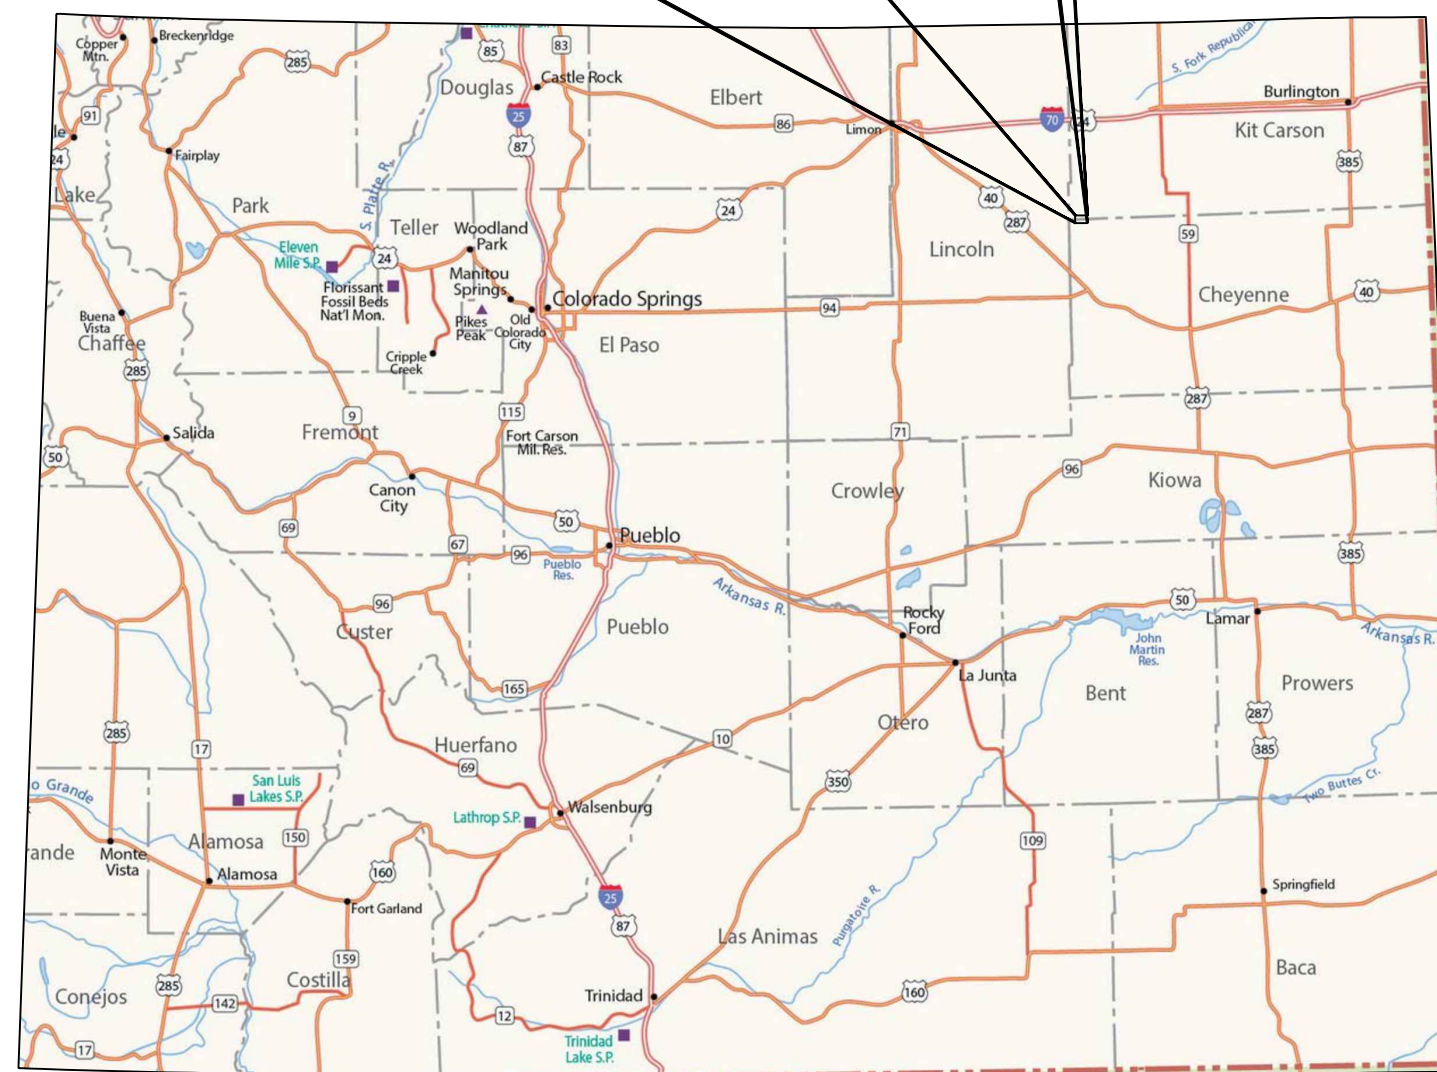 Copper
Mtn.
Breckenridge
285
85
83
Douglas
Castle Rock
Elbert
S. Fork Republican
Burlington
91
25
86
Limon
70
24
Kit Carson
le
87
24
Fairplay
385
Lake
Park
S. Platte R.
Teller
Woodland
Park
24
40
287
Lincoln
59
Eleven
Mile S.P.
24
Manitou
Springs
Florissant
Fossil Beds
Nat'l Mon.
Colorado Springs
94
Cheyenne
40
Buena
Vista
Chaffee
Pikes
Peak
Old
Colorado
City
El Paso
Cripple
Creek
285
9
115
287
Salida
Fremont
Fort Carson
Mil. Res.
71
50
96
Canon
City
Crowley
Kiowa
69
50
67
96
Pueblo
Pueblo
Res.
385
96
Arkansas R.
Rocky
Ford
50
Lamar
Custer
Pueblo
John
Martin
Res.
Arkansas R.
165
La Junta
Bent
Prowers
285
17
Huerfano
10
Otero
287
385
69
350
o Grande
San Luis
Lakes S.P.
Two Buttes Cr.
Lathrop S.P.
Walsenburg
rande
Monte
Vista
Alamosa
150
109
Alamosa
160
25
Springfield
Fort Garland
87
Purgatoire R.
Las Animas
159
Costilla
Baca
Conejos
285
142
Trinidad
160
12
17
Trinidad
Lake S.P.